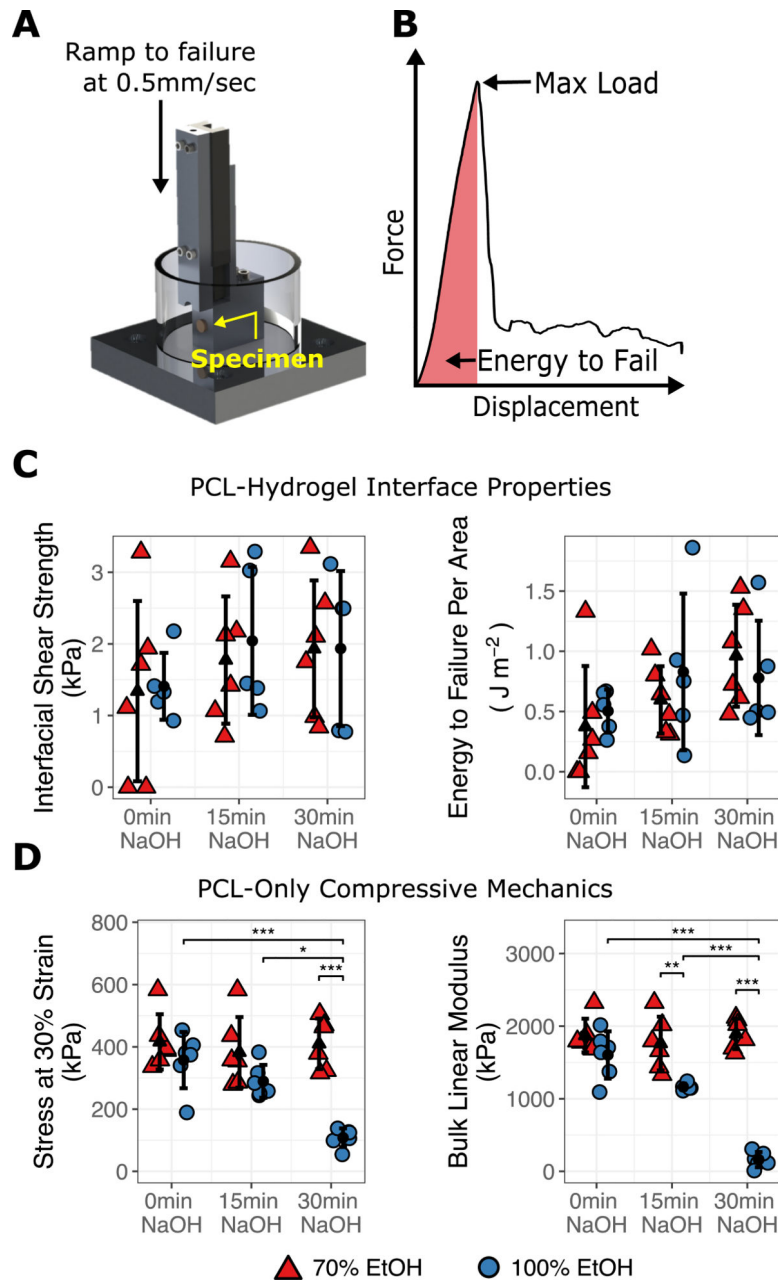 A
Ramp to failure
at 0.5mm/sec
Specimen
B
Max Load
Energy to Fail
Force
Displacement
C
PCL-Hydrogel Interface Properties
Interfacial Shear Strength
(kPa)
3
2
1
0
0min
NaOH
15min
NaOH
30min
NaOH
Energy to Failure Per Area
( J m⁻² )
1.5
1.0
0.5
0.0
0min
NaOH
15min
NaOH
30min
NaOH
D
PCL-Only Compressive Mechanics
Stress at 30% Strain
(kPa)
800
600
400
200
0
***
*
***
0min
NaOH
15min
NaOH
30min
NaOH
Bulk Linear Modulus
(kPa)
3000
2000
1000
0
***
***
**
***
0min
NaOH
15min
NaOH
30min
NaOH
70% EtOH
100% EtOH